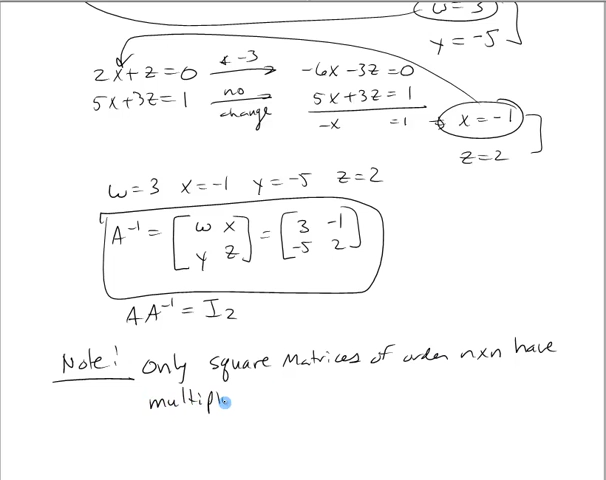 w = 3
y = -5
2x + z = 0 * -3 -6x - 3z = 0
5x + 3z = 1 no change 5x + 3z = 1
-x = 1 → x = -1
z = 2
w = 3 x = -1 y = -5 z = 2
A⁻¹ = [w x; y z] = [3 -1; -5 2]
A A⁻¹ = I₂
Note! Only square matrices of order nxn have
multipl